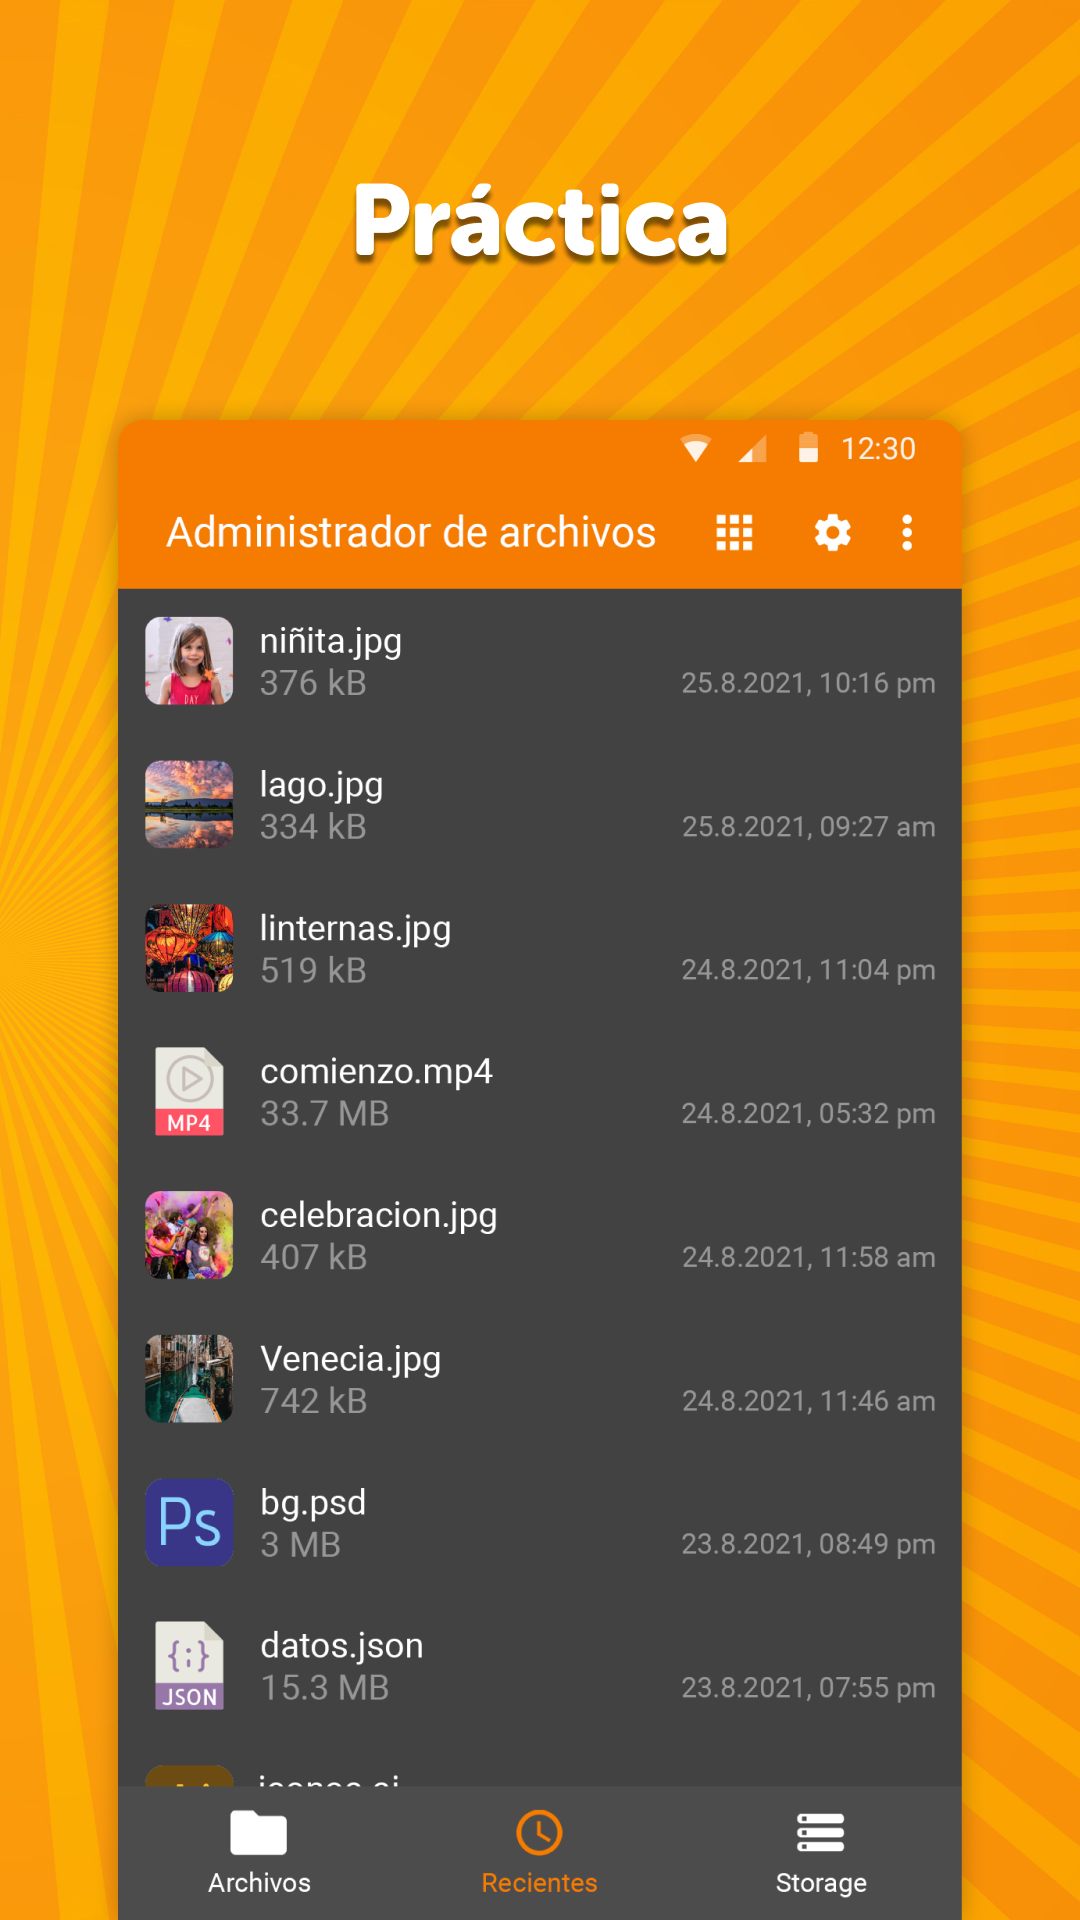 Práctica
12:30
Administrador de archivos
niñita.jpg
376 kB
25.8.2021, 10:16 pm
DAY
lago.jpg
334 kB
25.8.2021, 09:27 am
linternas.jpg
519 kB
24.8.2021, 11:04 pm
MP4
comienzo.mp4
33.7 MB
24.8.2021, 05:32 pm
celebracion.jpg
407 kB
24.8.2021, 11:58 am
Venecia.jpg
742 kB
24.8.2021, 11:46 am
Ps
bg.psd
3 MB
23.8.2021, 08:49 pm
{;}
JSON
datos.json
15.3 MB
23.8.2021, 07:55 pm
Archivos
Recientes
Storage